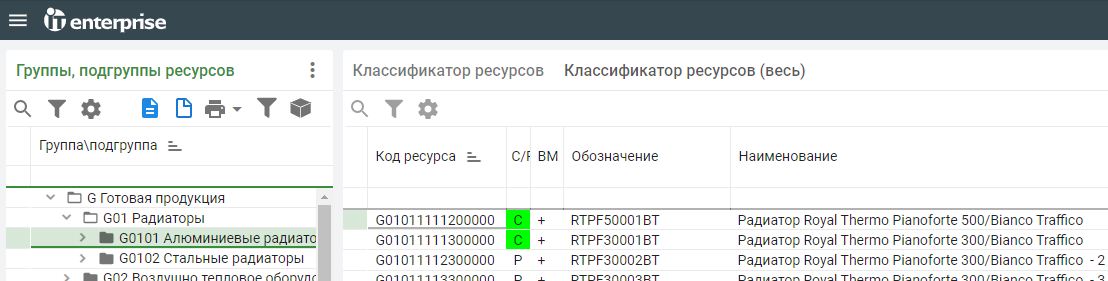 it enterprise
Группы, подгруппы ресурсов
Классификатор ресурсов Классификатор ресурсов (весь)
Группа\подгруппа
Код ресурса С/Р ВМ Обозначение Наименование
G Готовая продукция
G01 Радиаторы
G0101 Алюминиевые радиато
G0102 Стальные радиаторы
G02 Воздушно тепловое оборудо
G01011111200000 С + RTPF50001BT Радиатор Royal Thermo Pianoforte 500/Bianco Traffico
G01011111300000 С + RTPF30001BT Радиатор Royal Thermo Pianoforte 300/Bianco Traffico
G01011112300000 Р + RTPF30002BT Радиатор Royal Thermo Pianoforte 300/Bianco Traffico - 2
G01011113300000 Р + RTPF30003BT Радиатор Royal Thermo Pianoforte 300/Bianco Traffico - 3